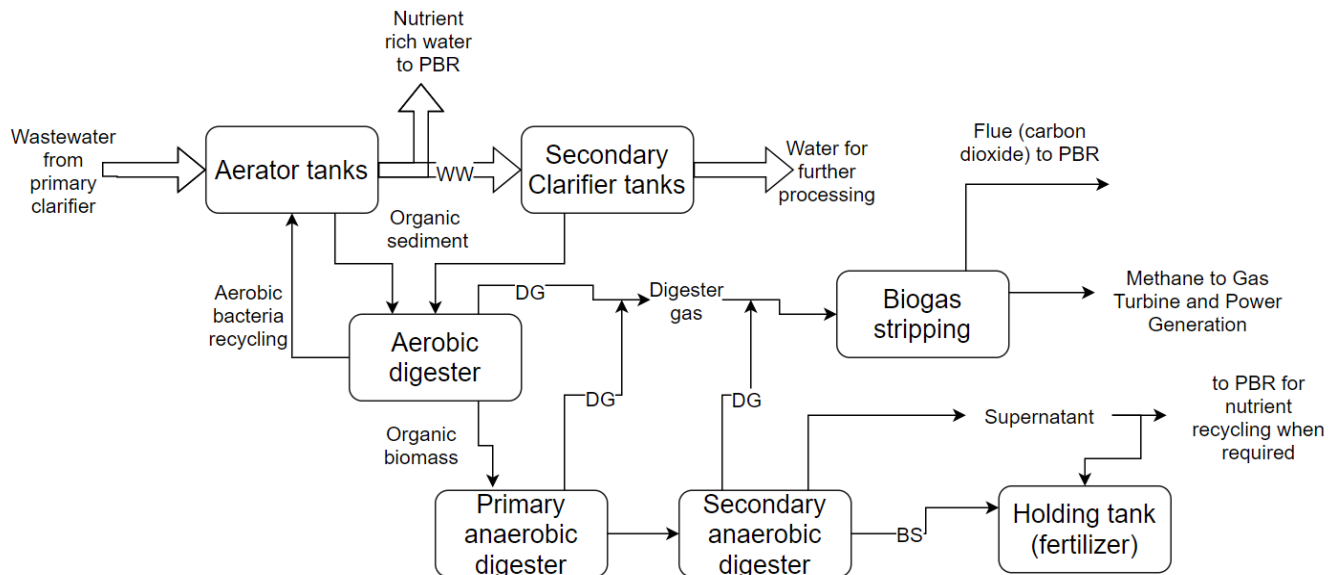 Nutrient
rich water
to PBR
Wastewater
from
primary
clarifier
Aerator tanks
WW
Secondary
Clarifier tanks
Water for
further
processing
Flue (carbon
dioxide) to PBR
Organic
sediment
Aerobic
bacteria
recycling
DG
Digester
gas
Biogas
stripping
Methane to Gas
Turbine and Power
Generation
Aerobic
digester
DG
DG
Organic
biomass
Supernatant
to PBR for
nutrient
recycling when
required
Primary
anaerobic
digester
Secondary
anaerobic
digester
BS
Holding tank
(fertilizer)